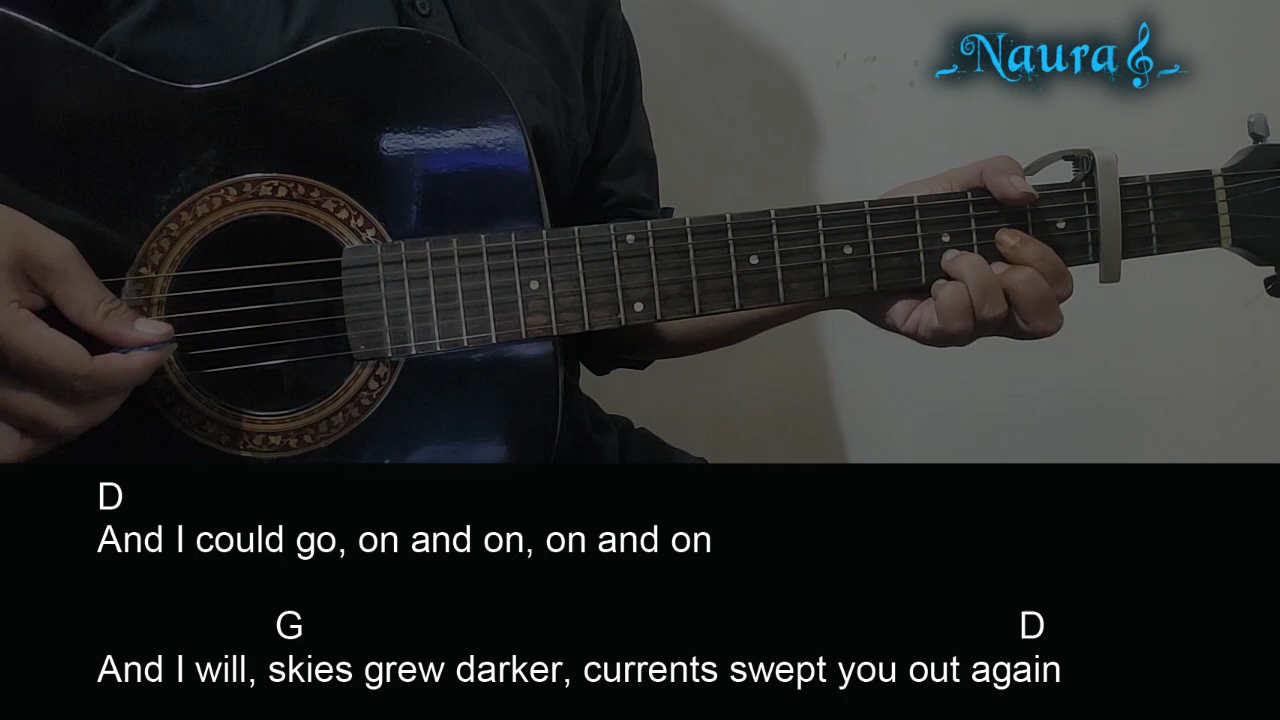 Naura
D
And I could go, on and on, on and on
G D
And I will, skies grew darker, currents swept you out again